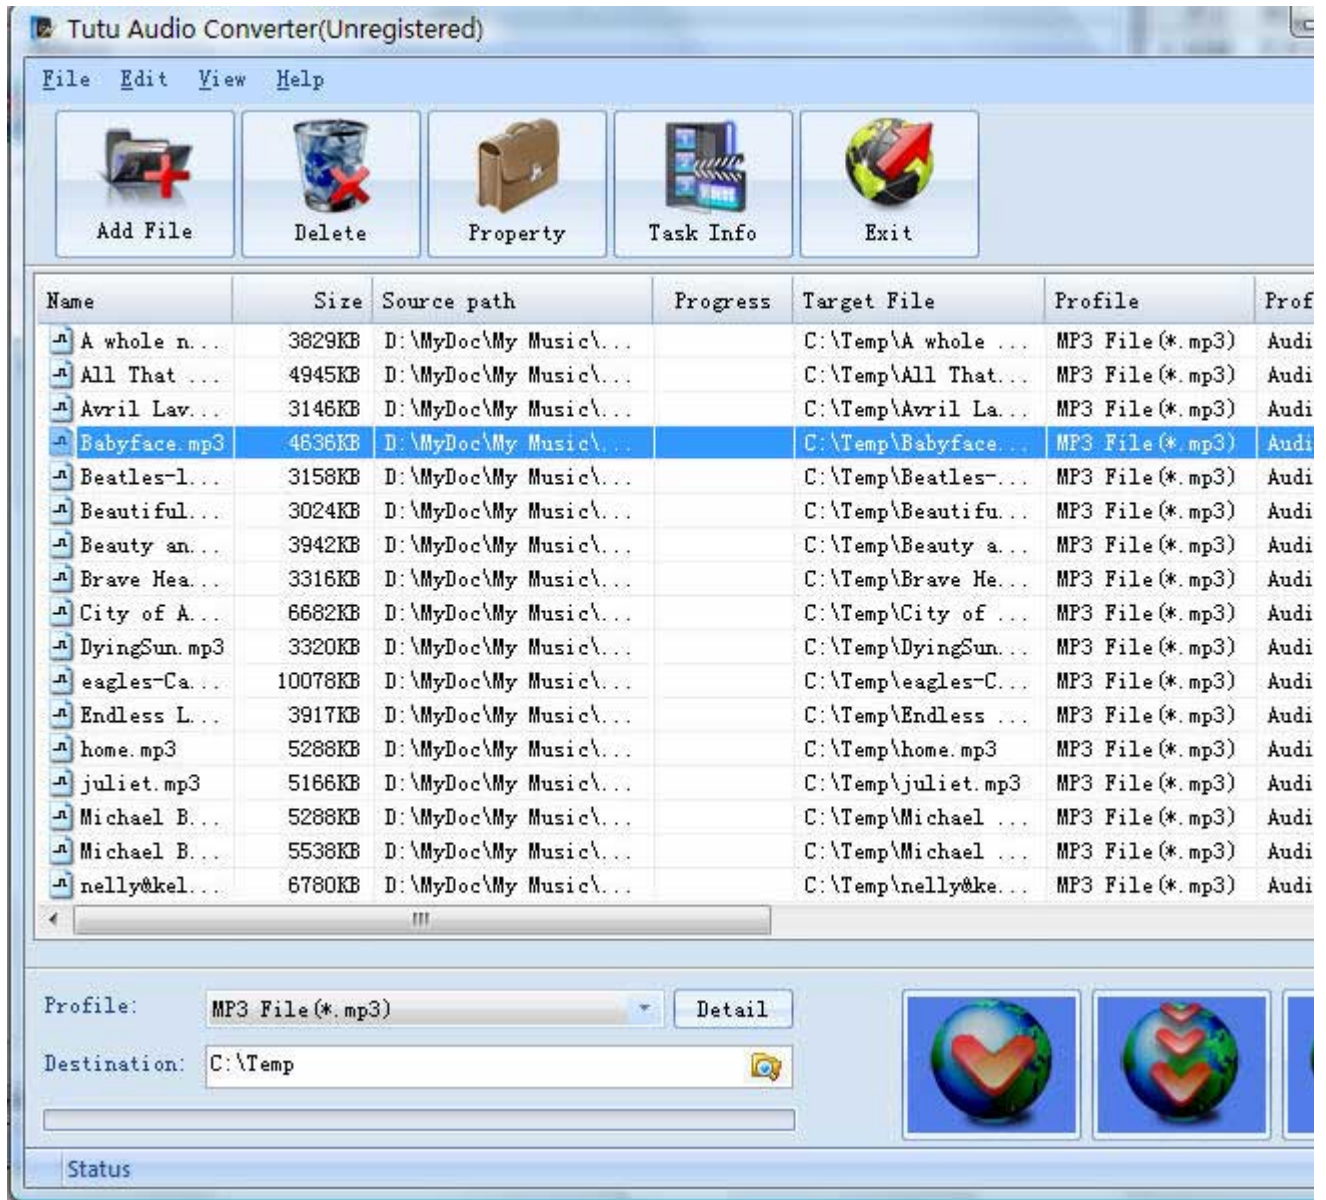 Tutu Audio Converter(Unregistered)
File Edit View Help
Add File Delete Property Task Info Exit
Name Size Source path Progress Target File Profile Prof
A whole n... 3829KB D:\MyDoc\My Music\... C:\Temp\A whole ... MP3 File(*.mp3) Audi
All That ... 4945KB D:\MyDoc\My Music\... C:\Temp\All That... MP3 File(*.mp3) Audi
Avril Lav... 3146KB D:\MyDoc\My Music\... C:\Temp\Avril La... MP3 File(*.mp3) Audi
Babyface.mp3 4636KB D:\MyDoc\My Music\... C:\Temp\Babyface... MP3 File(*.mp3) Audi
Beatles-l... 3158KB D:\MyDoc\My Music\... C:\Temp\Beatles-... MP3 File(*.mp3) Audi
Beautiful... 3024KB D:\MyDoc\My Music\... C:\Temp\Beautifu... MP3 File(*.mp3) Audi
Beauty an... 3942KB D:\MyDoc\My Music\... C:\Temp\Beauty a... MP3 File(*.mp3) Audi
Brave Hea... 3316KB D:\MyDoc\My Music\... C:\Temp\Brave He... MP3 File(*.mp3) Audi
City of A... 6682KB D:\MyDoc\My Music\... C:\Temp\City of ... MP3 File(*.mp3) Audi
DyingSun.mp3 3320KB D:\MyDoc\My Music\... C:\Temp\DyingSun... MP3 File(*.mp3) Audi
eagles-Ca... 10078KB D:\MyDoc\My Music\... C:\Temp\eagles-C... MP3 File(*.mp3) Audi
Endless L... 3917KB D:\MyDoc\My Music\... C:\Temp\Endless ... MP3 File(*.mp3) Audi
home.mp3 5288KB D:\MyDoc\My Music\... C:\Temp\home.mp3 MP3 File(*.mp3) Audi
juliet.mp3 5166KB D:\MyDoc\My Music\... C:\Temp\juliet.mp3 MP3 File(*.mp3) Audi
Michael B... 5288KB D:\MyDoc\My Music\... C:\Temp\Michael ... MP3 File(*.mp3) Audi
Michael B... 5538KB D:\MyDoc\My Music\... C:\Temp\Michael ... MP3 File(*.mp3) Audi
nelly&kel... 6780KB D:\MyDoc\My Music\... C:\Temp\nelly&ke... MP3 File(*.mp3) Audi
Profile: MP3 File(*.mp3) Detail
Destination: C:\Temp
Status